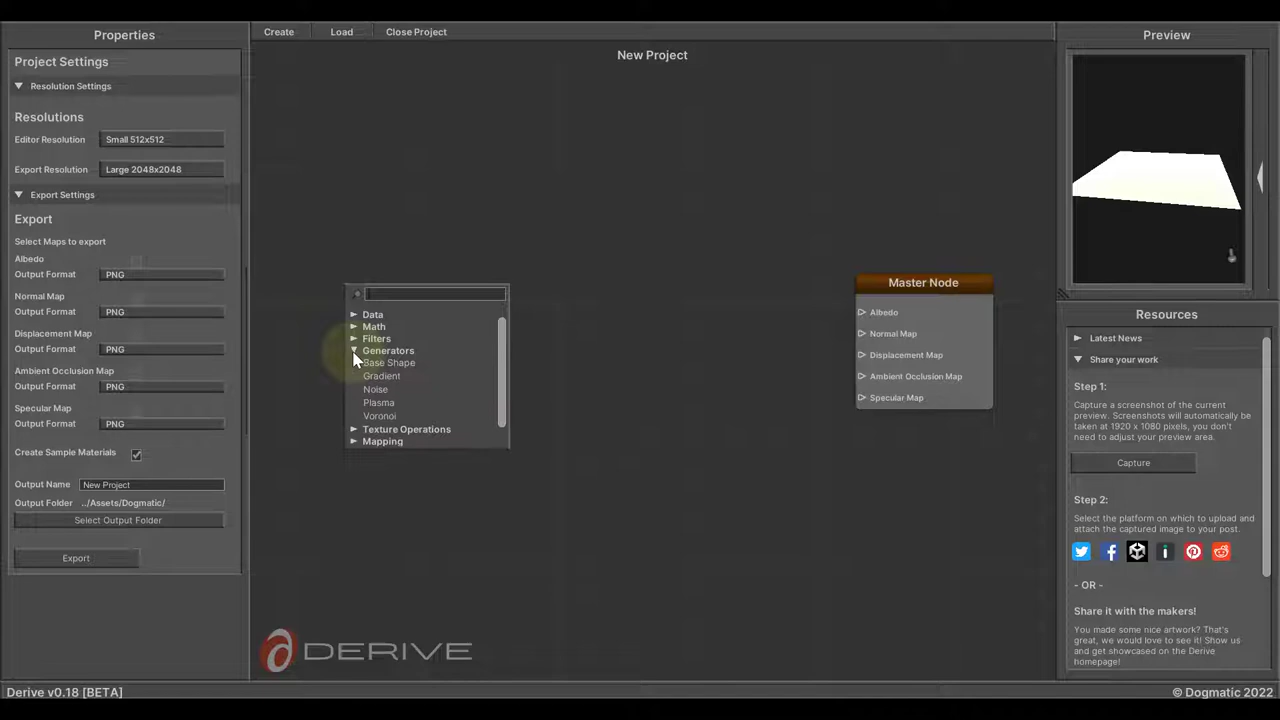 Properties
Project Settings
Resolution Settings
Resolutions
Editor Resolution Small 512x512
Export Resolution Large 2048x2048
Export Settings
Export
Select Maps to export
Albedo
Output Format PNG
Normal Map
Output Format PNG
Displacement Map
Output Format PNG
Ambient Occlusion Map
Output Format PNG
Specular Map
Output Format PNG
Create Sample Materials
Output Name New Project
Output Folder ../Assets/Dogmatic/
Select Output Folder
Export
Create Load Close Project
New Project
Data
Math
Filters
Generators
Base Shape
Gradient
Noise
Plasma
Voronoi
Texture Operations
Mapping
Master Node
Albedo
Normal Map
Displacement Map
Ambient Occlusion Map
Specular Map
DERIVE
Preview
Resources
Latest News
Share your work
Step 1:
Capture a screenshot of the current
preview. Screenshots will automatically be
taken at 1920 x 1080 pixels, you don't
need to adjust your preview area.
Capture
Step 2:
Select the platform on which to upload and
attach the captured image to your post.
- OR -
Share it with the makers!
You made some nice artwork? That's
great, we would love to see it! Show us
and get showcased on the Derive
homepage!
Derive v0.18 [BETA]
© Dogmatic 2022